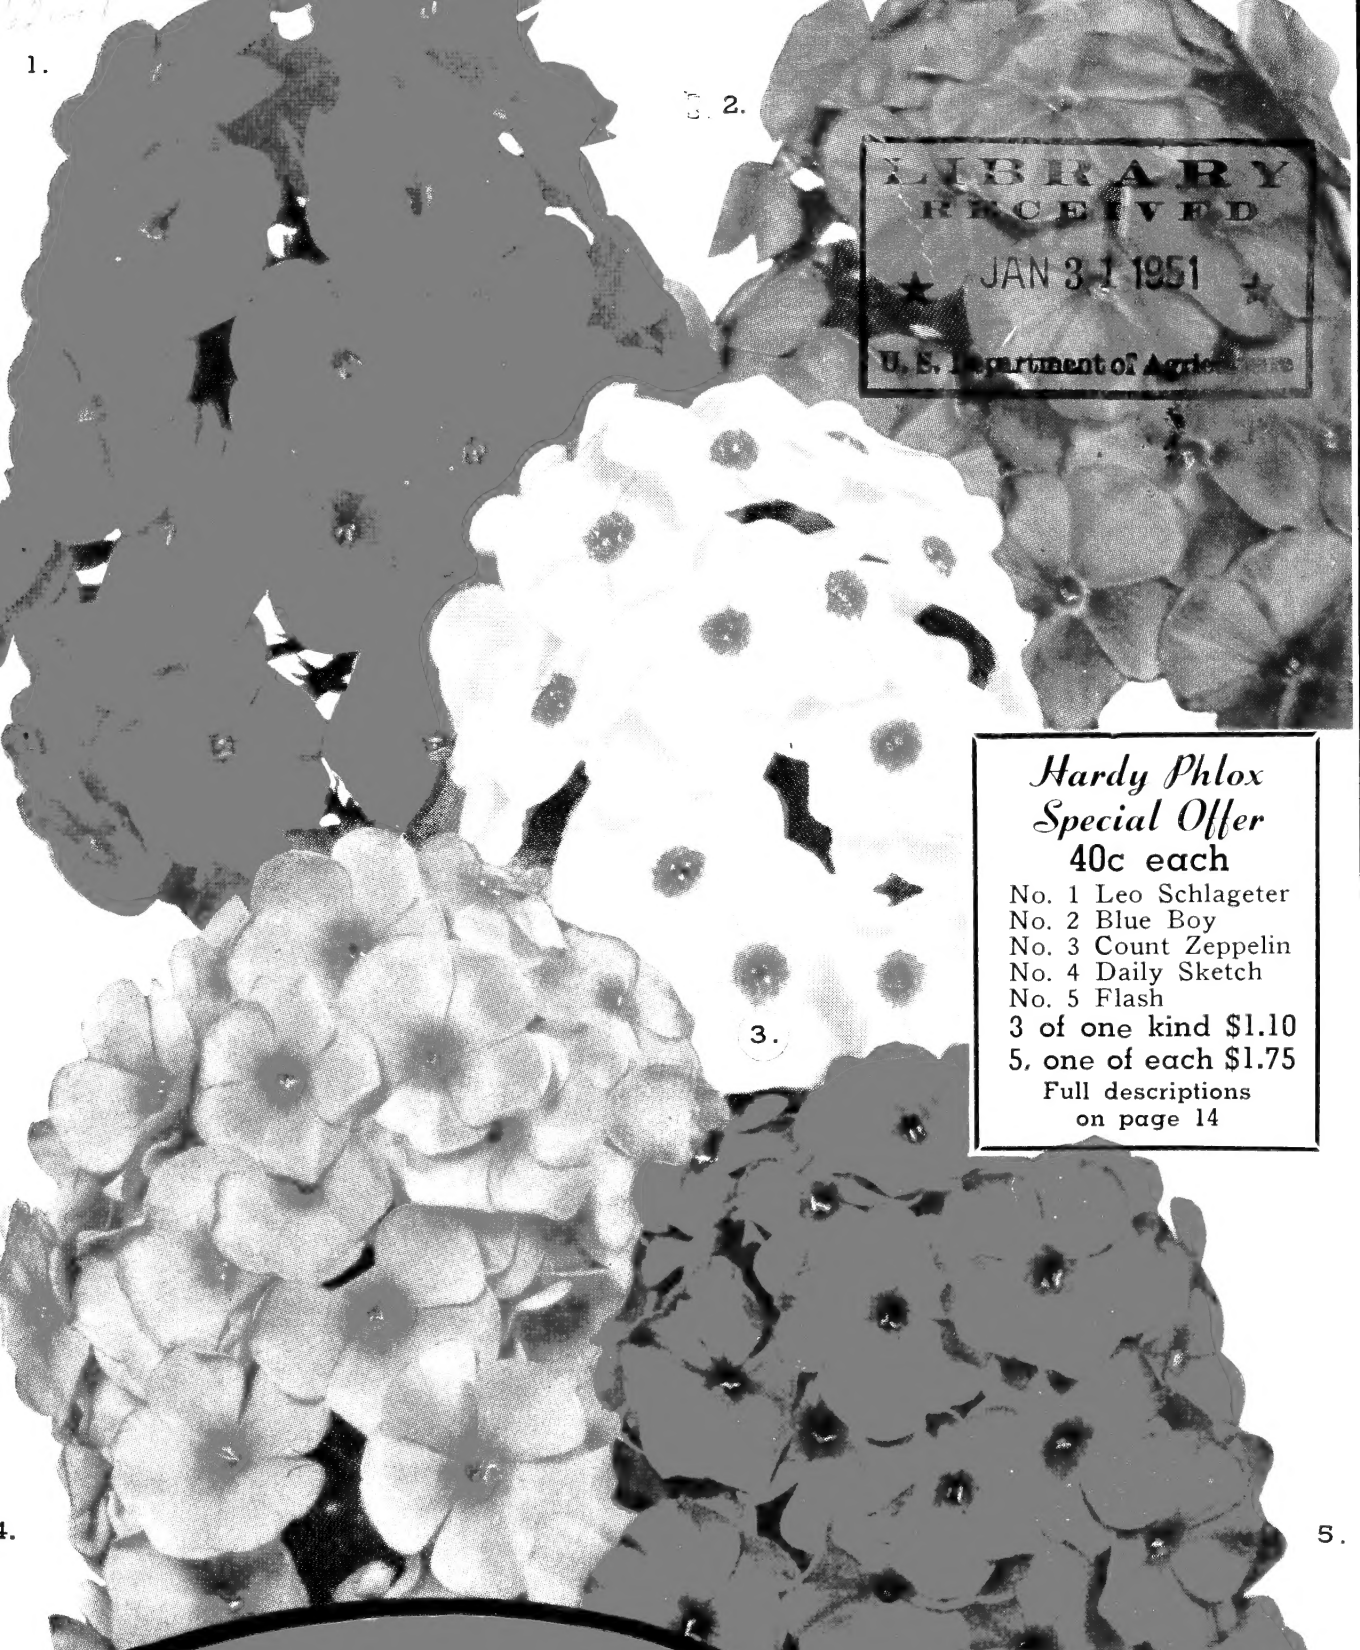 1.
2.
LIBRARY
RECEIVED
JAN 31 1951
U. S. Department of Agriculture
Hardy Phlox
Special Offer
40c each
No. 1 Leo Schlageter
No. 2 Blue Boy
No. 3 Count Zeppelin
No. 4 Daily Sketch
No. 5 Flash
3 of one kind $1.10
5, one of each $1.75
Full descriptions
on page 14
3.
4.
5.